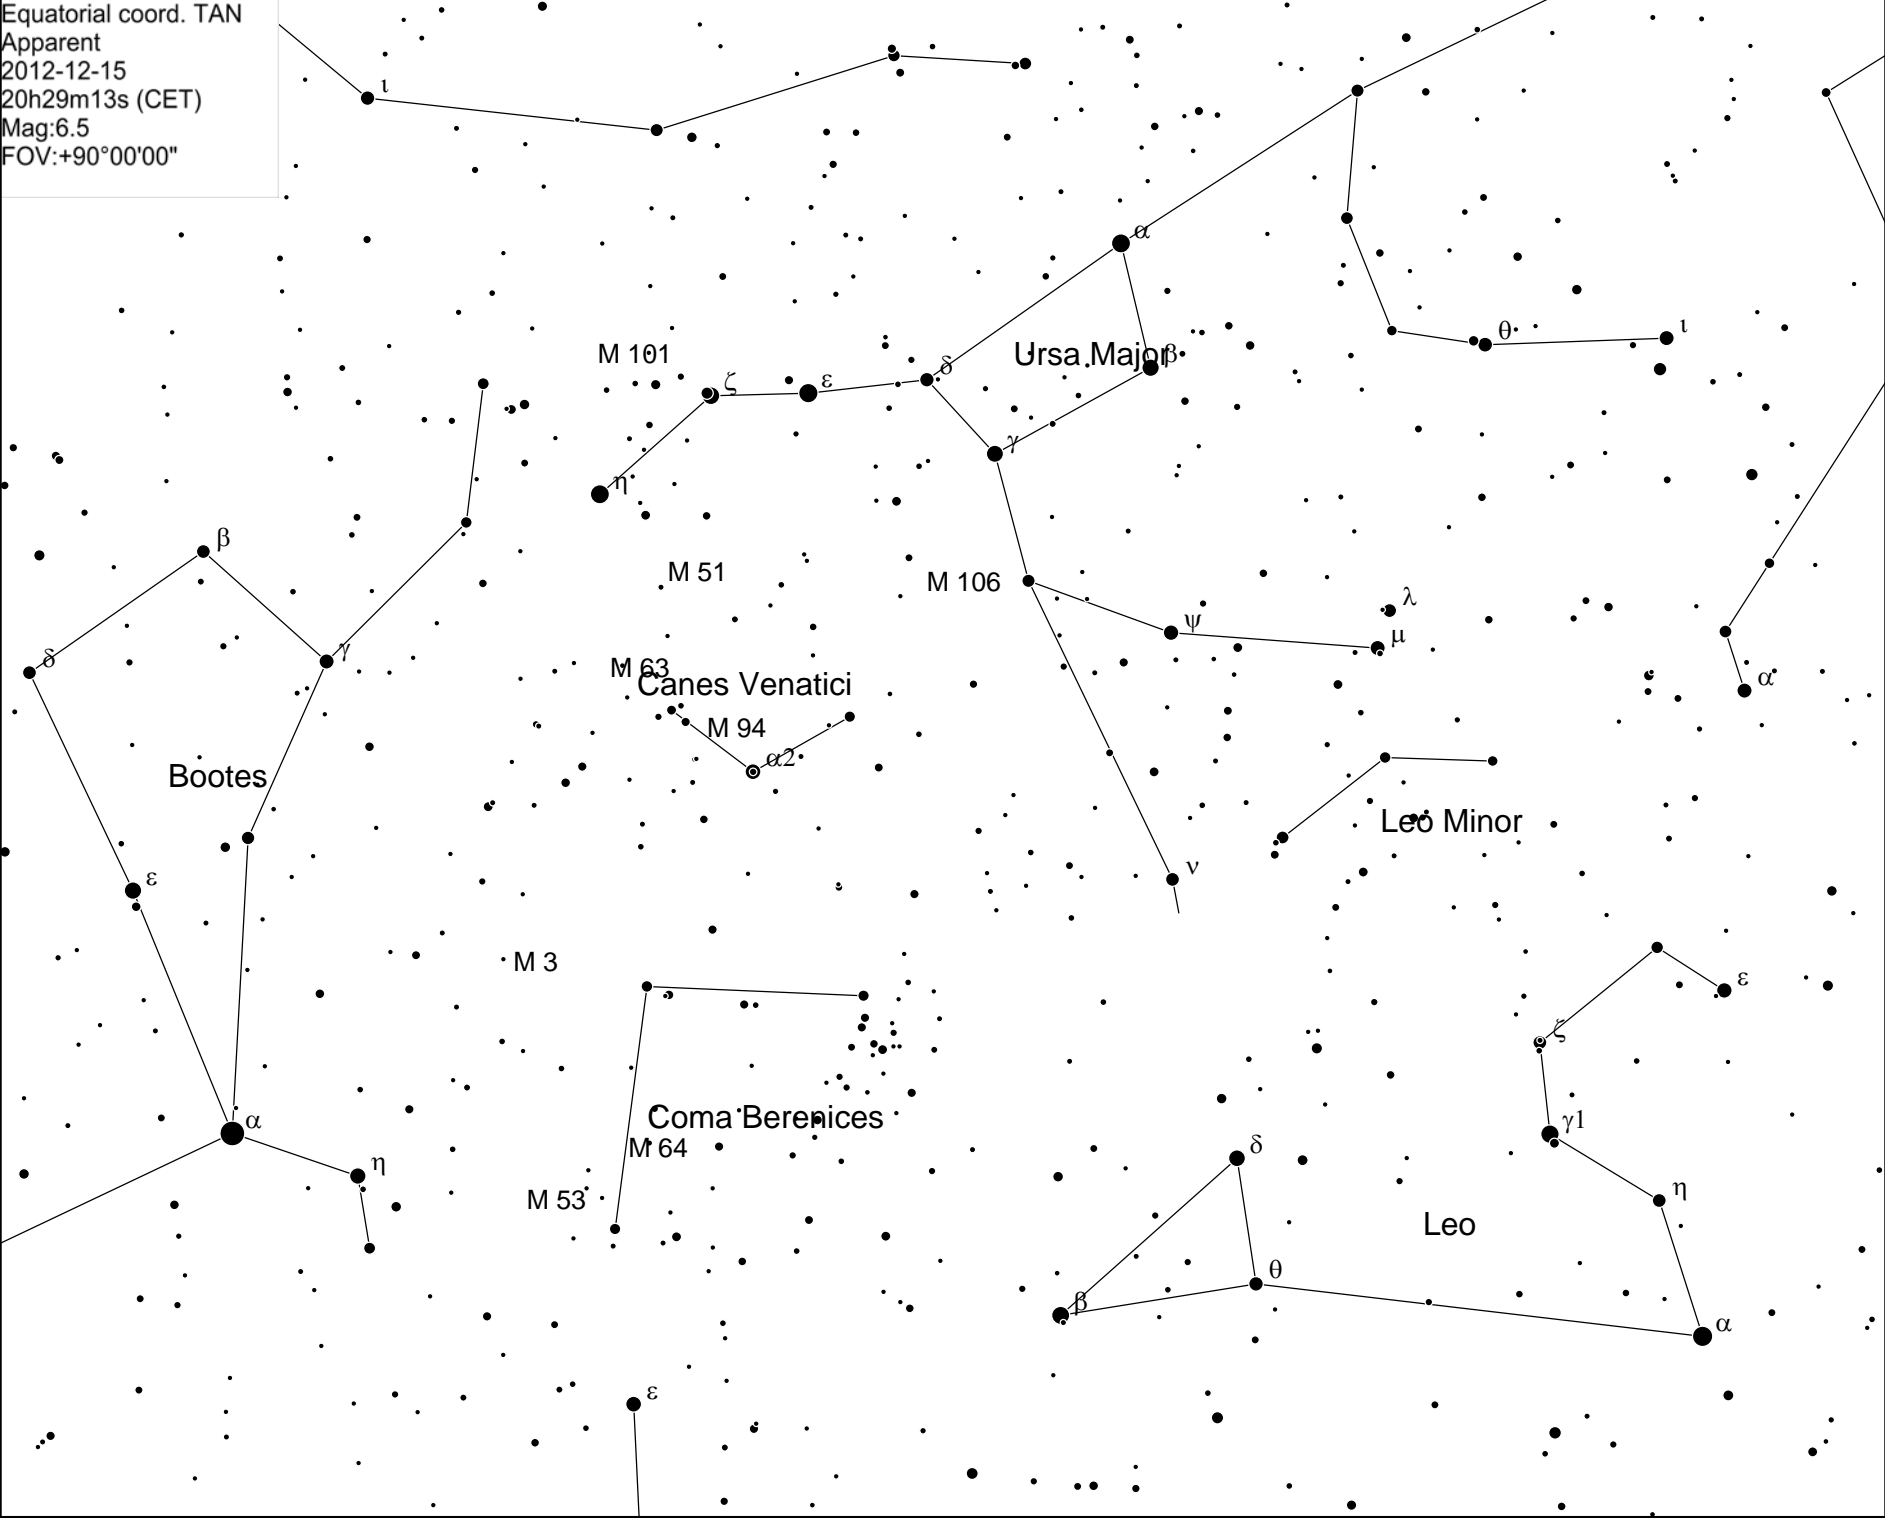 Equatorial coord. TAN
Apparent
2012-12-15
20h29m13s (CET)
Mag:6.5
FOV:+90°00'00"
ι
α
θ
ι
M 101
Ursa Major
β
δ
ζ
ε
γ
η
β
M 51
M 106
λ
ψ
μ
δ
γ
M 63
Canes Venatici
α
M 94
α2
Bootes
Leo Minor
ν
ε
M 3
ε
ζ
Coma Berenices
α
γ1
M 64
δ
η
η
M 53
Leo
θ
β
α
ε